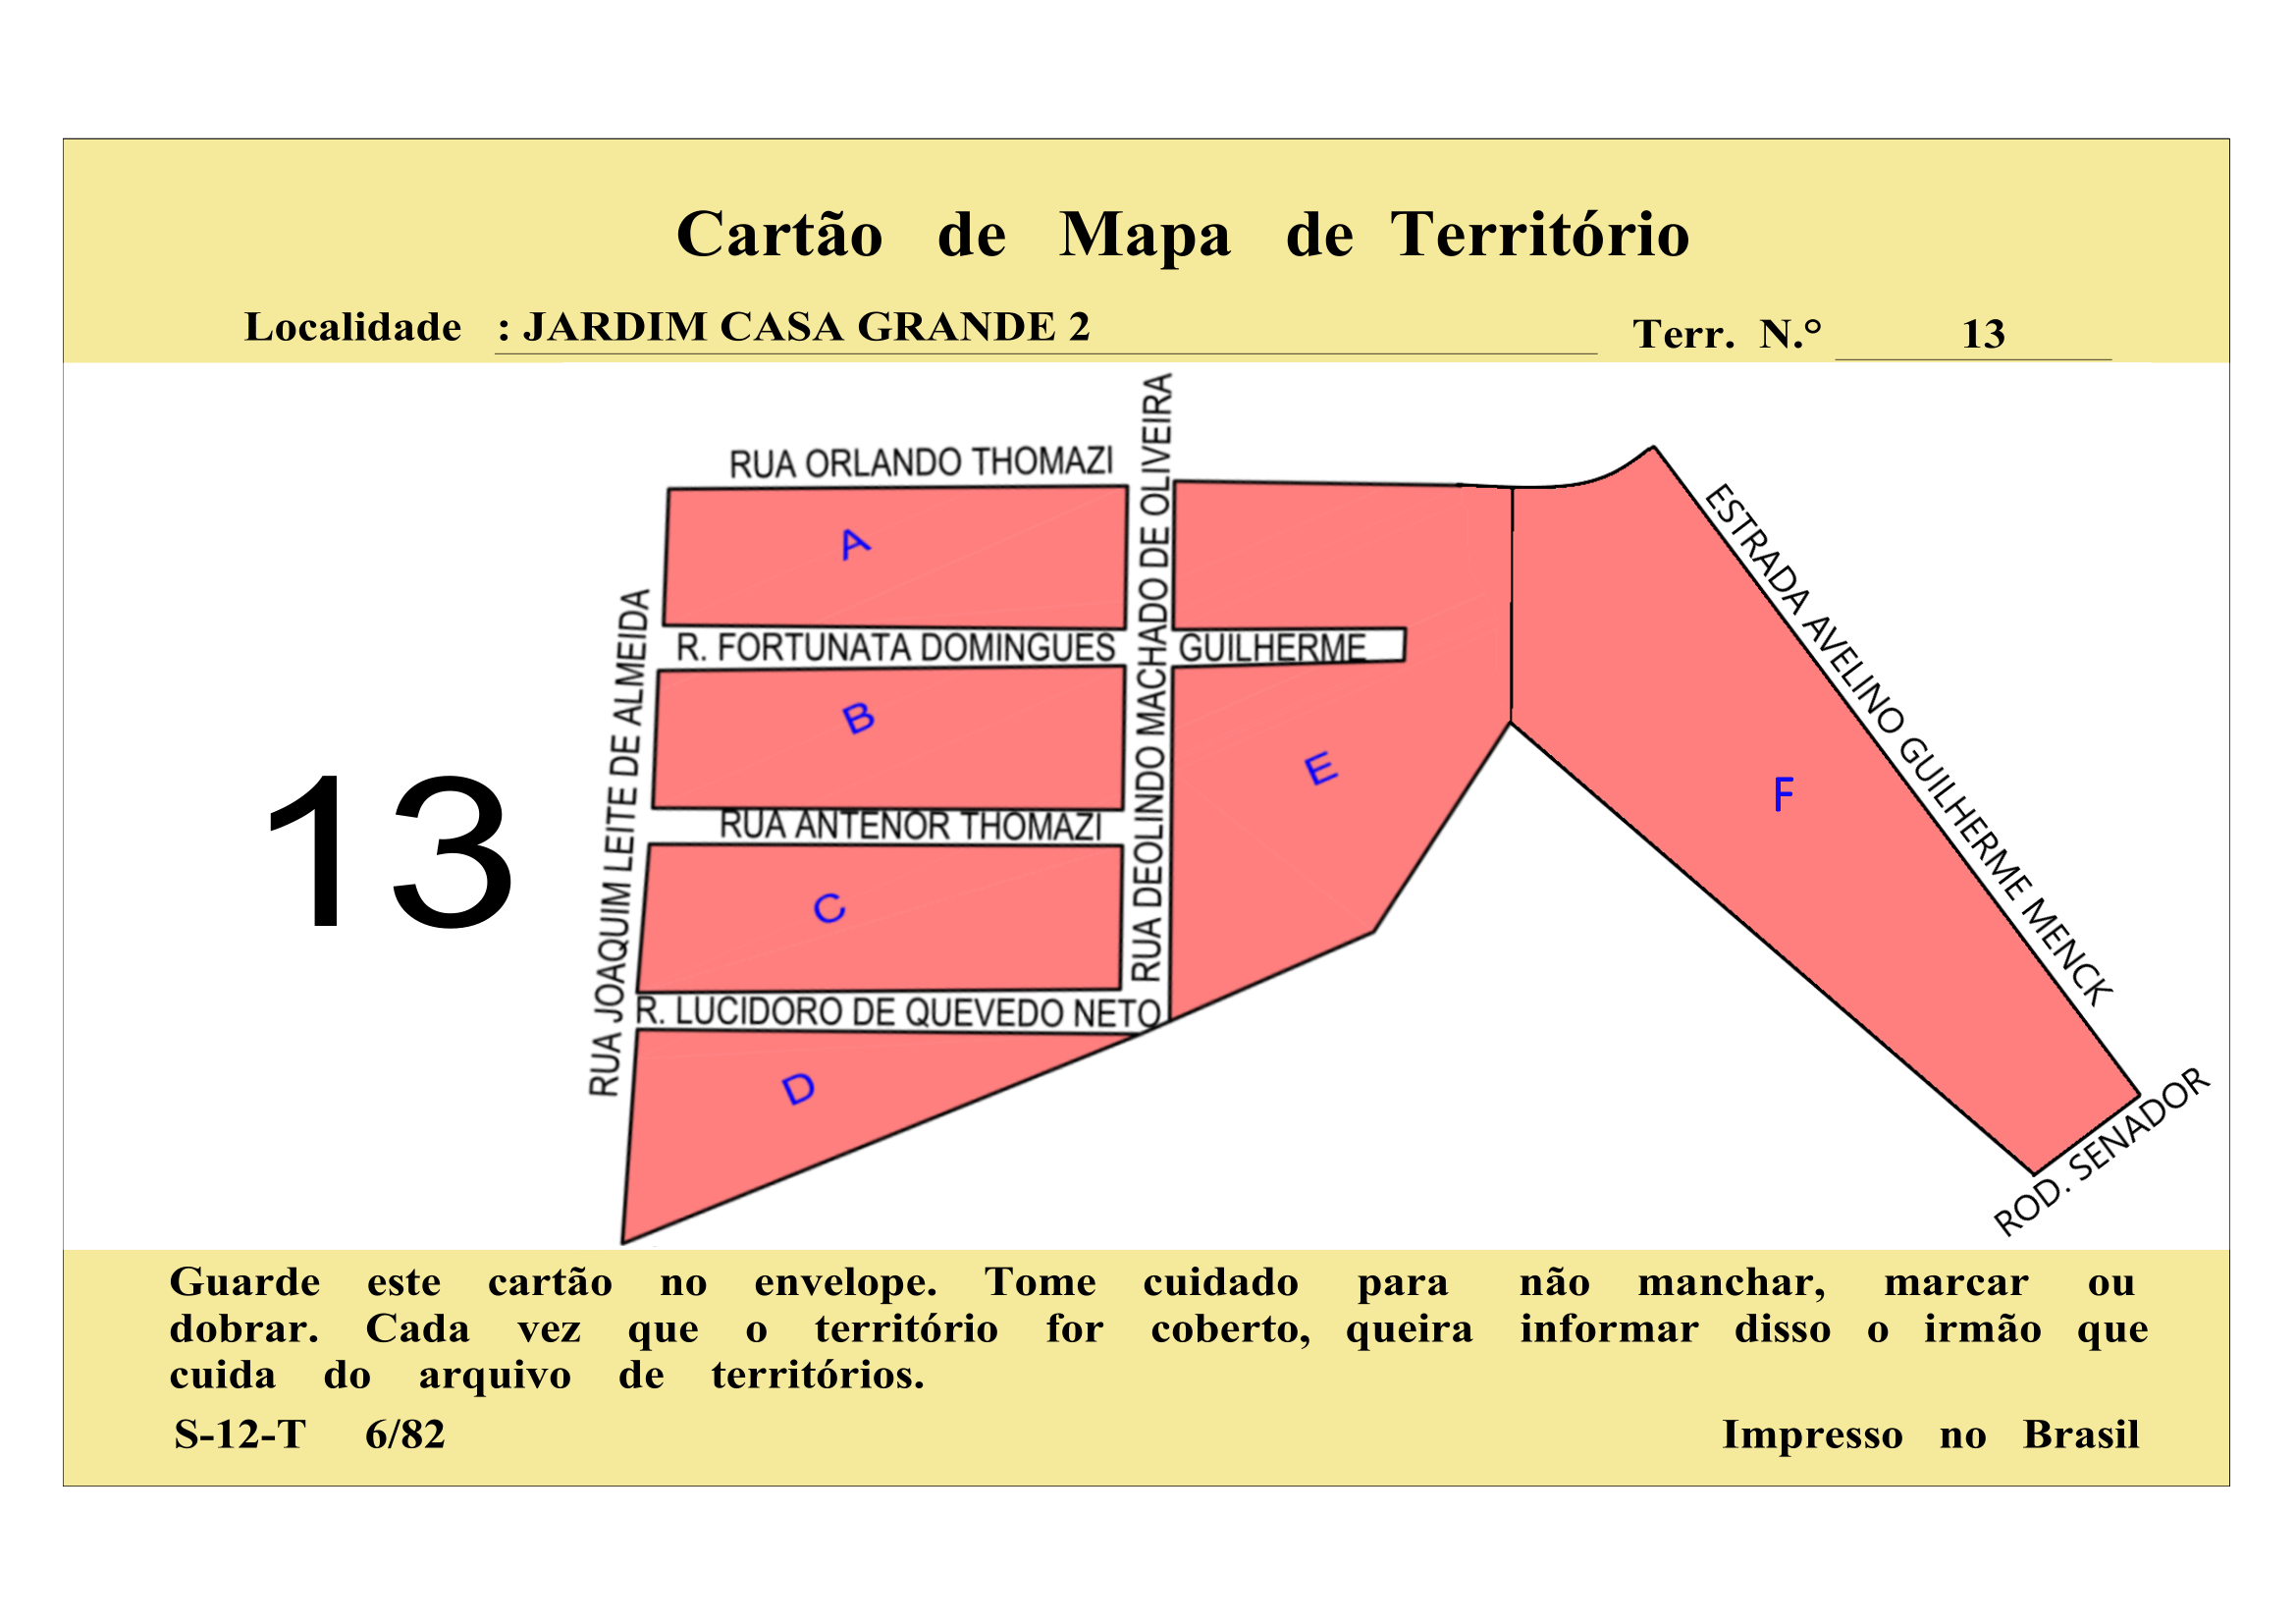 Cartão de Mapa de Território
Localidade : JARDIM CASA GRANDE 2
Terr. N.° 13
RUA ORLANDO THOMAZI
RUA DEOLINDO MACHADO DE OLIVEIRA
ESTRADA AVELINO GUILHERME MENCK
A
R. FORTUNATA DOMINGUES GUILHERME
RUA JOAQUIM LEITE DE ALMEIDA
B
E
F
13
RUA ANTENOR THOMAZI
C
R. LUCIDORO DE QUEVEDO NETO
D
ROD. SENADOR
Guarde este cartão no envelope. Tome cuidado para não manchar, marcar ou
dobrar. Cada vez que o território for coberto, queira informar disso o irmão que
cuida do arquivo de territórios.
S-12-T 6/82
Impresso no Brasil